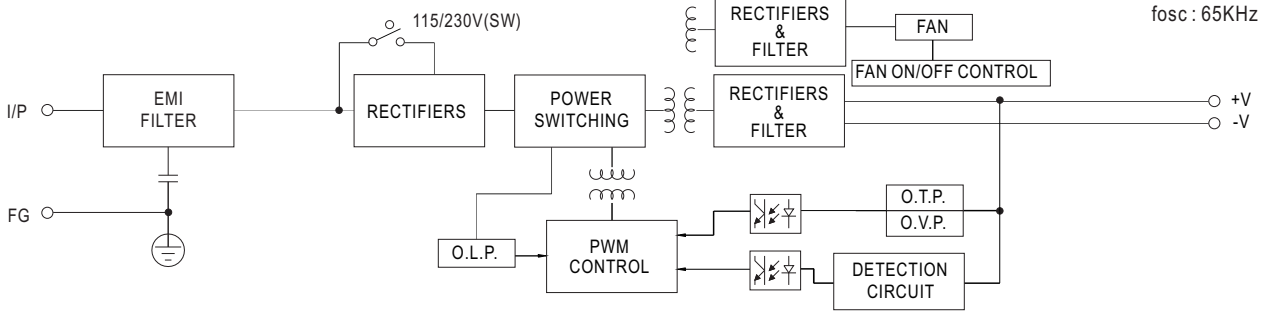 fosc : 65KHz
115/230V(SW)
RECTIFIERS
&
FILTER
FAN
FAN ON/OFF CONTROL
I/P
EMI
FILTER
RECTIFIERS
POWER
SWITCHING
RECTIFIERS
&
FILTER
+V
-V
FG
O.L.P.
PWM
CONTROL
O.T.P.
O.V.P.
DETECTION
CIRCUIT